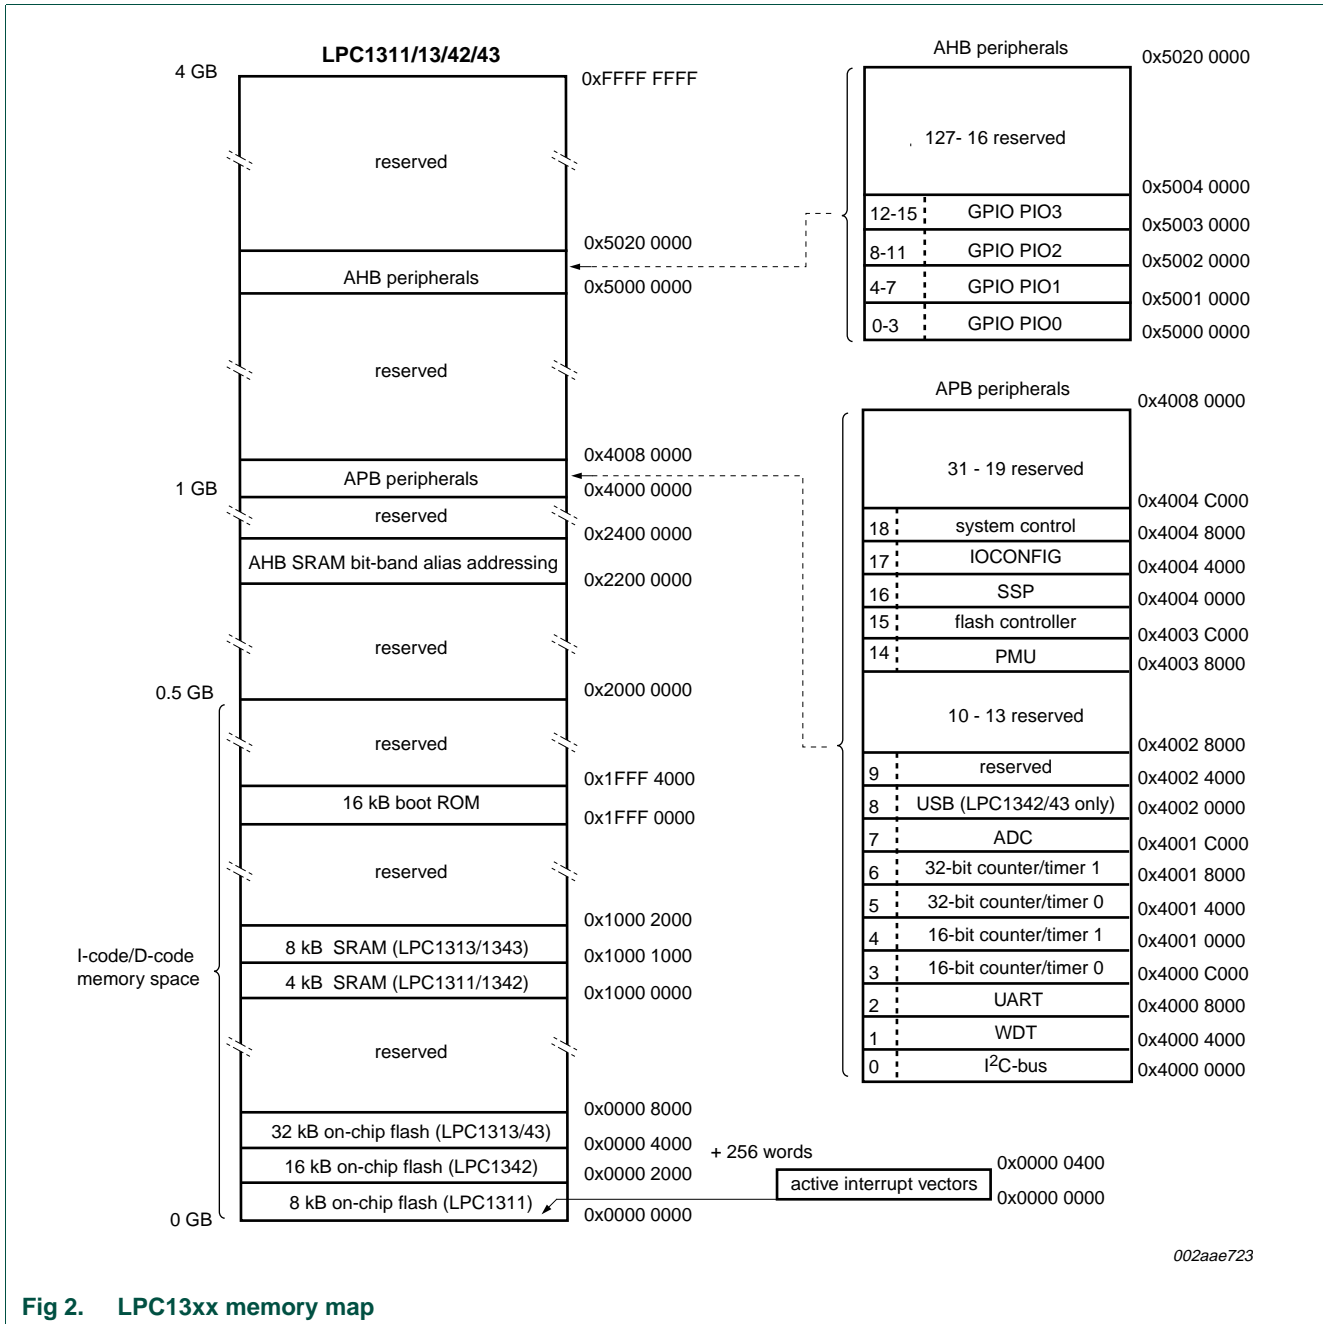 LPC1311/13/42/43
4 GB
0xFFFF FFFF
reserved
0x5020 0000
AHB peripherals
0x5000 0000
reserved
0x4008 0000
APB peripherals
1 GB
0x4000 0000
reserved
0x2400 0000
AHB SRAM bit-band alias addressing
0x2200 0000
reserved
0.5 GB
0x2000 0000
reserved
0x1FFF 4000
16 kB boot ROM
0x1FFF 0000
reserved
0x1000 2000
I-code/D-code
memory space
8 kB SRAM (LPC1313/1343)
0x1000 1000
4 kB SRAM (LPC1311/1342)
0x1000 0000
reserved
0x0000 8000
32 kB on-chip flash (LPC1313/43)
0x0000 4000
16 kB on-chip flash (LPC1342)
0x0000 2000
8 kB on-chip flash (LPC1311)
0 GB
0x0000 0000
+ 256 words
active interrupt vectors
0x0000 0400
0x0000 0000
AHB peripherals
0x5020 0000
127- 16 reserved
0x5004 0000
12-15 GPIO PIO3
0x5003 0000
8-11 GPIO PIO2
0x5002 0000
4-7 GPIO PIO1
0x5001 0000
0-3 GPIO PIO0
0x5000 0000
APB peripherals
0x4008 0000
31 - 19 reserved
0x4004 C000
18 system control
0x4004 8000
17 IOCONFIG
0x4004 4000
16 SSP
0x4004 0000
15 flash controller
0x4003 C000
14 PMU
0x4003 8000
10 - 13 reserved
0x4002 8000
9 reserved
0x4002 4000
8 USB (LPC1342/43 only)
0x4002 0000
7 ADC
0x4001 C000
6 32-bit counter/timer 1
0x4001 8000
5 32-bit counter/timer 0
0x4001 4000
4 16-bit counter/timer 1
0x4001 0000
3 16-bit counter/timer 0
0x4000 C000
2 UART
0x4000 8000
1 WDT
0x4000 4000
0 I2C-bus
0x4000 0000
002aae723
Fig 2. LPC13xx memory map